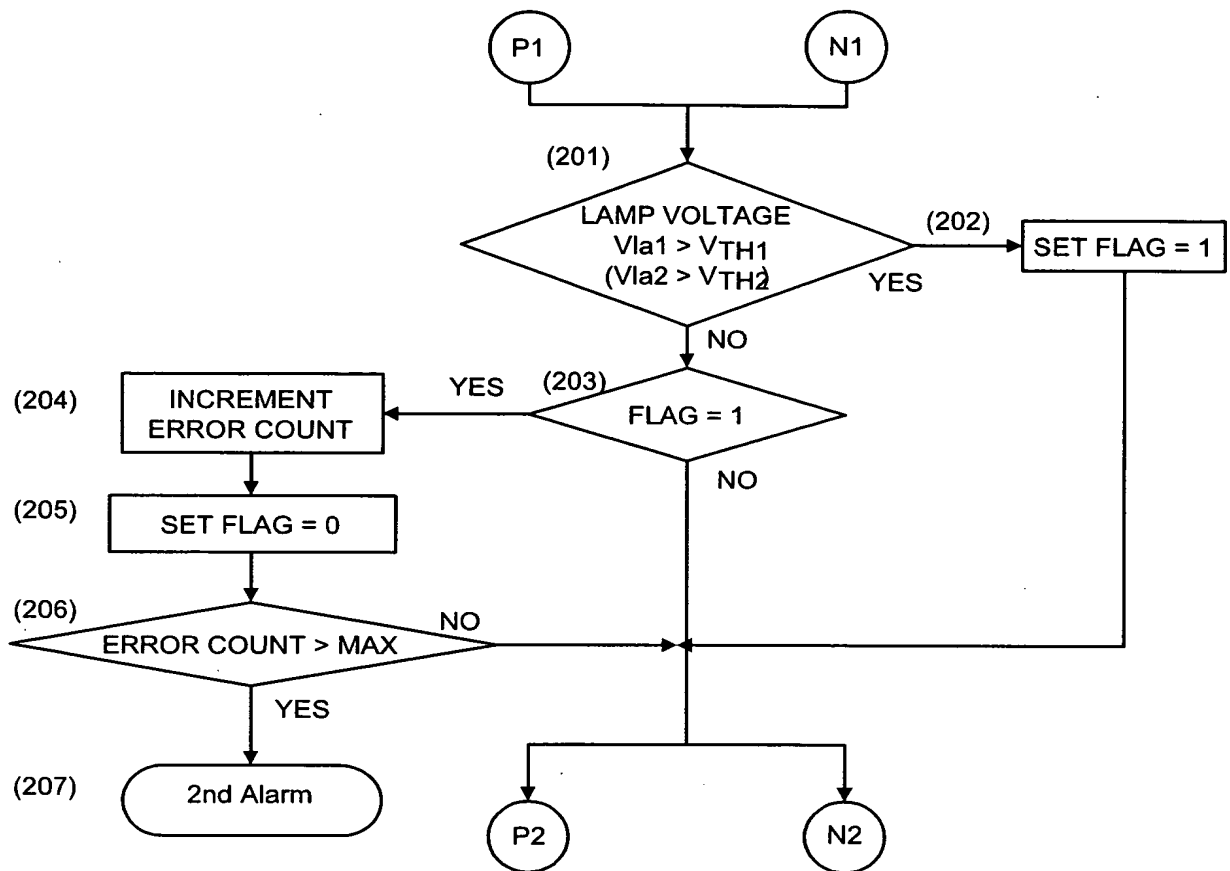 P1
N1
(201)
LAMP VOLTAGE
Vla1 > VTH1
(Vla2 > VTH2)
(202)
YES
SET FLAG = 1
NO
(203)
FLAG = 1
YES
NO
(204)
INCREMENT
ERROR COUNT
(205)
SET FLAG = 0
(206)
ERROR COUNT > MAX
NO
YES
(207)
2nd Alarm
P2
N2